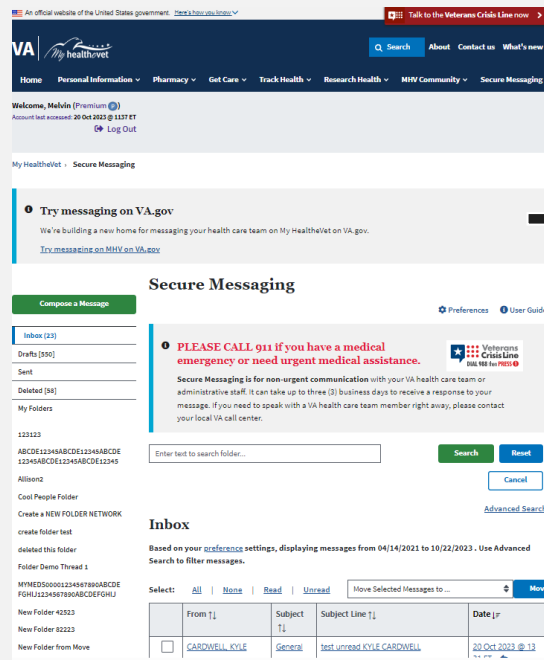 An official website of the United States government. Here's how you know
Talk to the Veterans Crisis Line now
VA
My healthevet
Search
About
Contact us
What's new
Home
Personal Information
Pharmacy
Get Care
Track Health
Research Health
MHV Community
Secure Messaging
Welcome, Melvin (Premium )
Account last accessed: 20 Oct 2023 @ 1137 ET
Log Out
My HealtheVet › Secure Messaging
Try messaging on VA.gov
We're building a new home for messaging your health care team on My HealtheVet on VA.gov.
Try messaging on MHV on VA.gov
Secure Messaging
Compose a Message
Preferences
User Guide
Inbox (23)
Drafts [550]
Sent
Deleted [58]
My Folders
123123
ABCDE12345ABCDE12345ABCDE
12345ABCDE12345ABCDE12345
Allison2
Cool People Folder
Create a NEW FOLDER NETWORK
create folder test
deleted this folder
Folder Demo Thread 1
MYMEDS00001234567890ABCDE
FGHIJ1234567890ABCDEFGHIJ
New Folder 42523
New Folder 82223
New Folder from Move
PLEASE CALL 911 if you have a medical
emergency or need urgent medical assistance.
Veterans
Crisis Line
DIAL 988 then PRESS 1
Secure Messaging is for non-urgent communication with your VA health care team or
administrative staff. It can take up to three (3) business days to receive a response to your
message. If you need to speak with a VA health care team member right away, please contact
your local VA call center.
Enter text to search folder...
Search
Reset
Cancel
Advanced Search
Inbox
Based on your preference settings, displaying messages from 04/14/2021 to 10/22/2023 . Use Advanced
Search to filter messages.
Select: All | None | Read | Unread
Move Selected Messages to ...
Mov
From ↑↓
Subject ↑↓
Subject Line ↑↓
Date
CARDWELL, KYLE
General
test unread KYLE CARDWELL
20 Oct 2023 @ 13